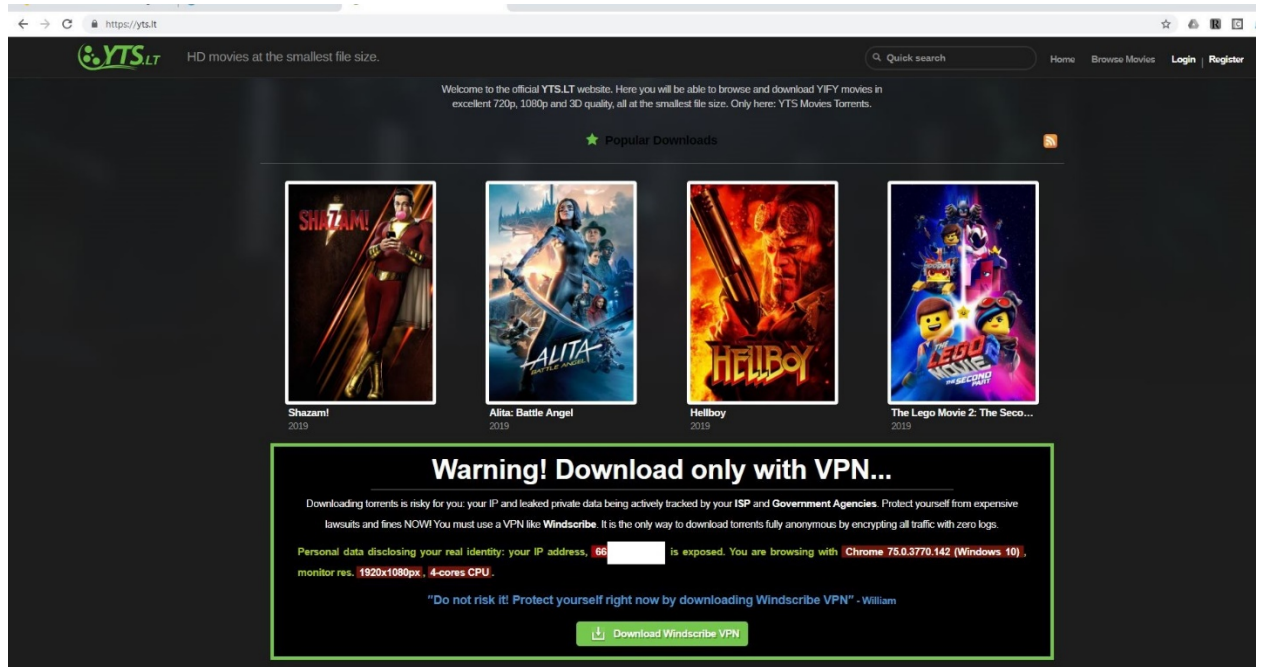 https://yts.lt
YTS.LT
HD movies at the smallest file size.
Quick search
Home
Browse Movies
Login | Register
Welcome to the official YTS.LT website. Here you will be able to browse and download YIFY movies in
excellent 720p, 1080p and 3D quality, all at the smallest file size. Only here: YTS Movies Torrents.
Popular Downloads
SHAZAM!
ALITA
BATTLE ANGEL
HELLBOY
THE
LEGO
MOVIE
THE SECOND
PART
Shazam!
2019
Alita: Battle Angel
2019
Hellboy
2019
The Lego Movie 2: The Seco...
2019
Warning! Download only with VPN...
Downloading torrents is risky for you: your IP and leaked private data being actively tracked by your ISP and Government Agencies. Protect yourself from expensive
lawsuits and fines NOW! You must use a VPN like Windscribe. It is the only way to download torrents fully anonymous by encrypting all traffic with zero logs.
Personal data disclosing your real identity: your IP address, 66 is exposed. You are browsing with Chrome 75.0.3770.142 (Windows 10) ,
monitor res. 1920x1080px , 4-cores CPU .
"Do not risk it! Protect yourself right now by downloading Windscribe VPN" - William
Download Windscribe VPN